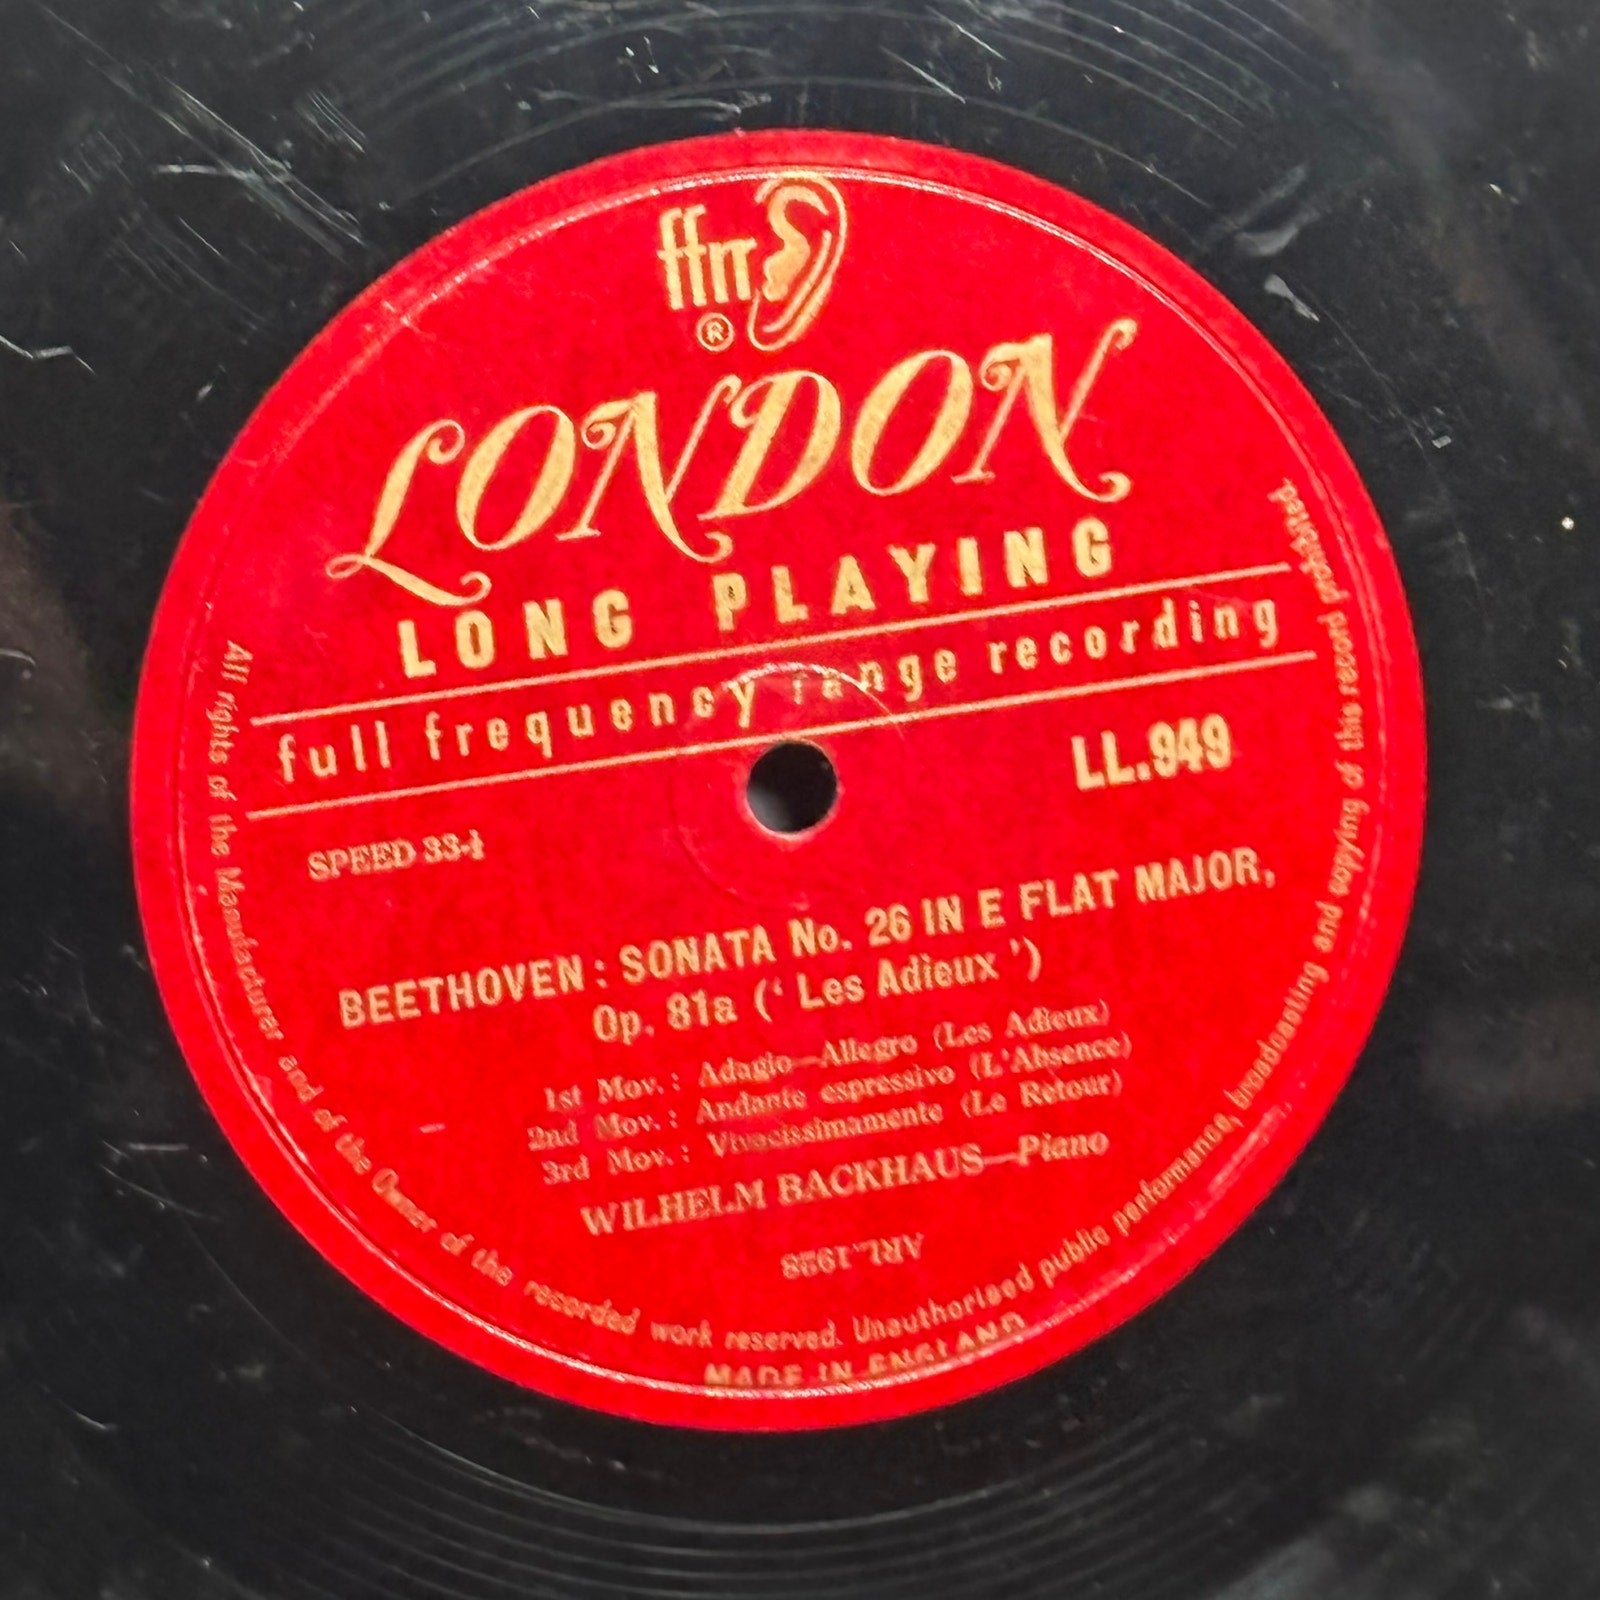 ffrr
®
LONDON
LONG PLAYING
full frequency range recording
LL.949
SPEED 33⅓
BEETHOVEN : SONATA No. 26 IN E FLAT MAJOR,
Op. 81a (‘ Les Adieux ’)
1st Mov. : Adagio—Allegro (Les Adieux)
2nd Mov. : Andante espressivo (L'Absence)
3rd Mov. : Vivacissimamente (Le Retour)
WILHELM BACKHAUS—Piano
ARL.1928
All rights of the Manufacturer and of the Owner of the recorded work reserved. Unauthorised public performance, broadcasting and copying of this record prohibited.
MADE IN ENGLAND